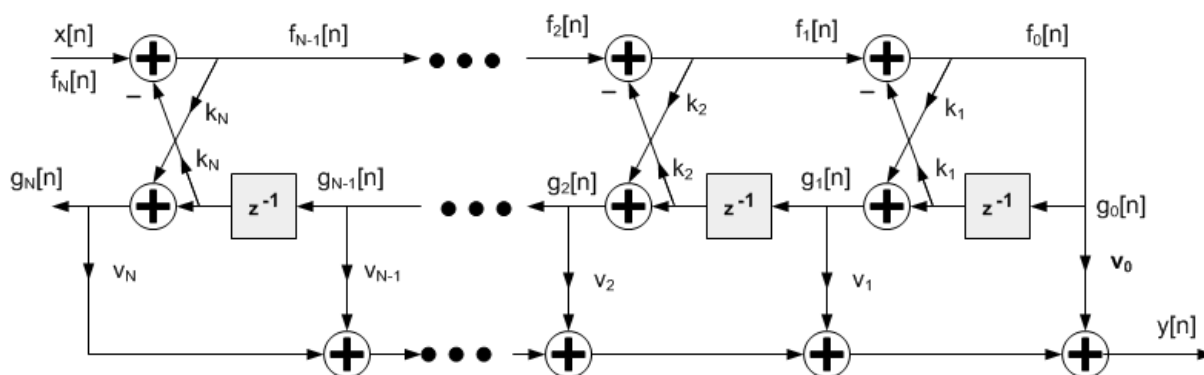 x[n]
f_N[n]
f_{N-1}[n]
f_2[n]
f_1[n]
f_0[n]
–
–
–
k_N
k_2
k_1
k_N
k_2
k_1
g_N[n]
z^{-1}
g_{N-1}[n]
g_2[n]
z^{-1}
g_1[n]
z^{-1}
g_0[n]
v_N
v_{N-1}
v_2
v_1
v_0
y[n]